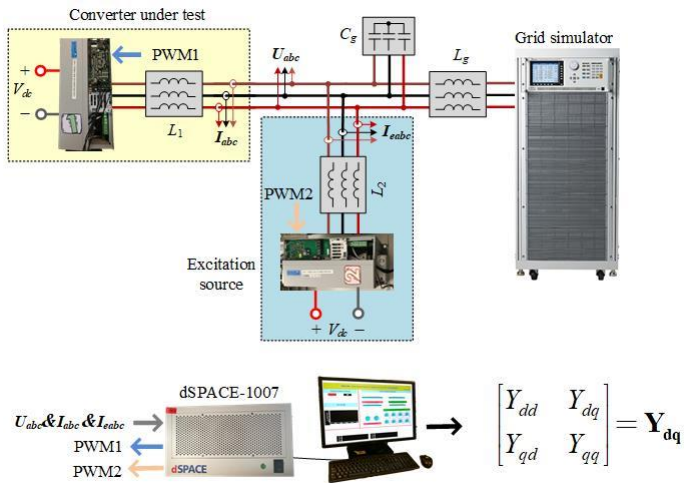 Converter under test
PWM1
+
V_dc
−
L_1
I_abc
U_abc
C_g
L_g
Grid simulator
I_eabc
L_2
PWM2
Excitation
source
+ V_dc −
dSPACE-1007
U_abc&I_abc&I_eabc
PWM1
PWM2
dSPACE
[Y_dd Y_dq
Y_qd Y_qq] = Y_dq